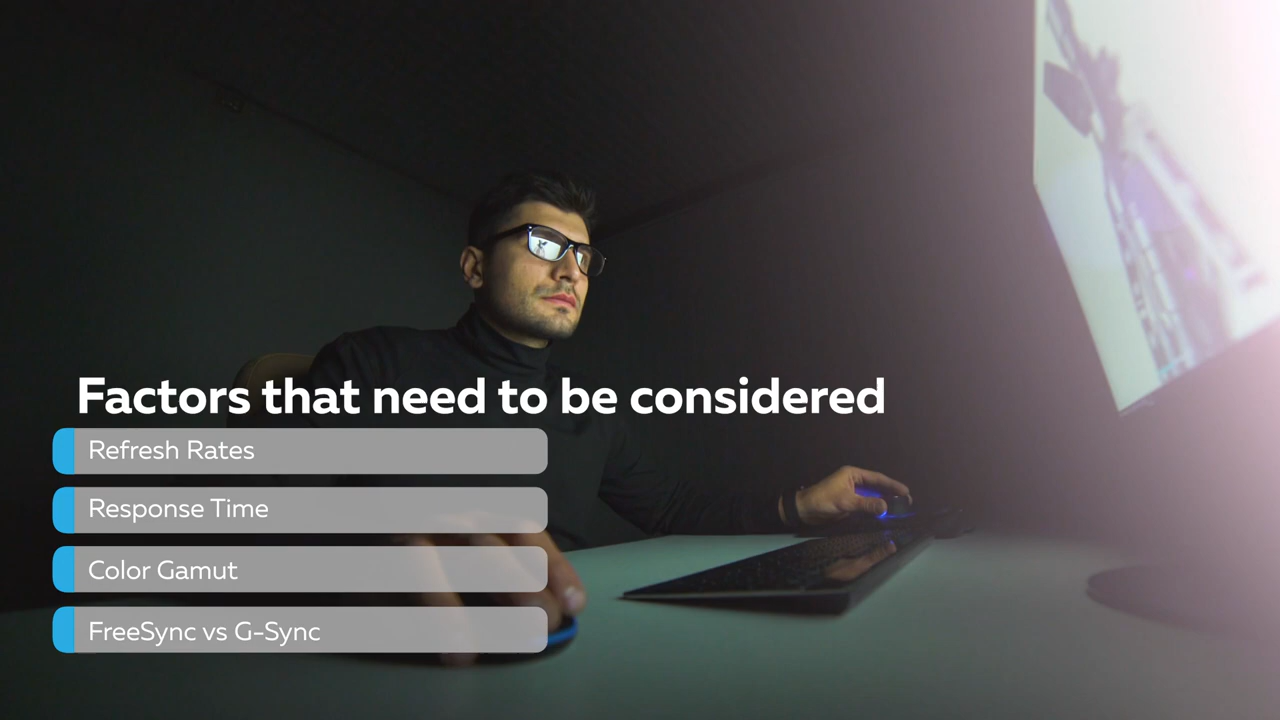 Factors that need to be considered
Refresh Rates
Response Time
Color Gamut
FreeSync vs G-Sync